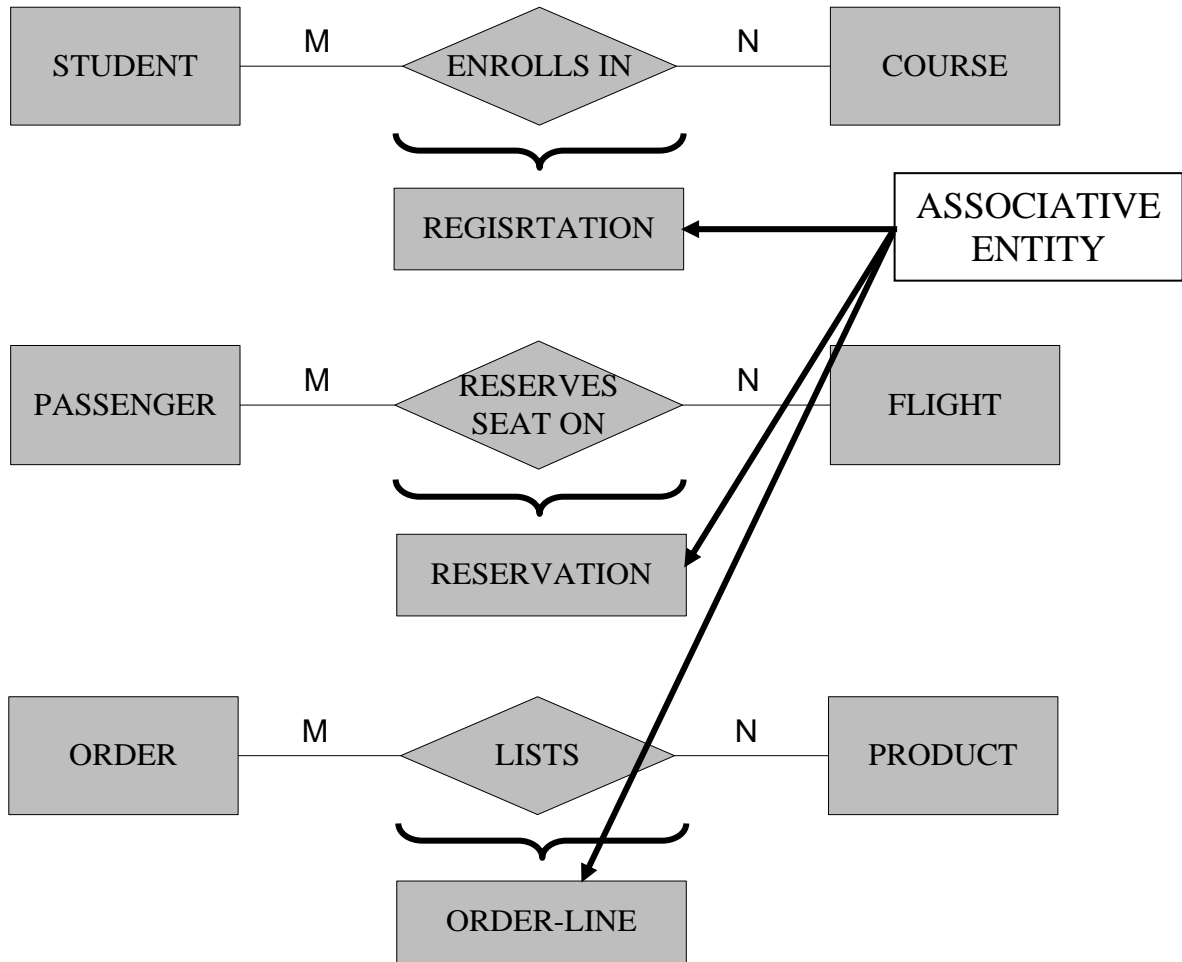 STUDENT
M
ENROLLS IN
N
COURSE
REGISRTATION
ASSOCIATIVE
ENTITY
PASSENGER
M
RESERVES
SEAT ON
N
FLIGHT
RESERVATION
ORDER
M
LISTS
N
PRODUCT
ORDER-LINE